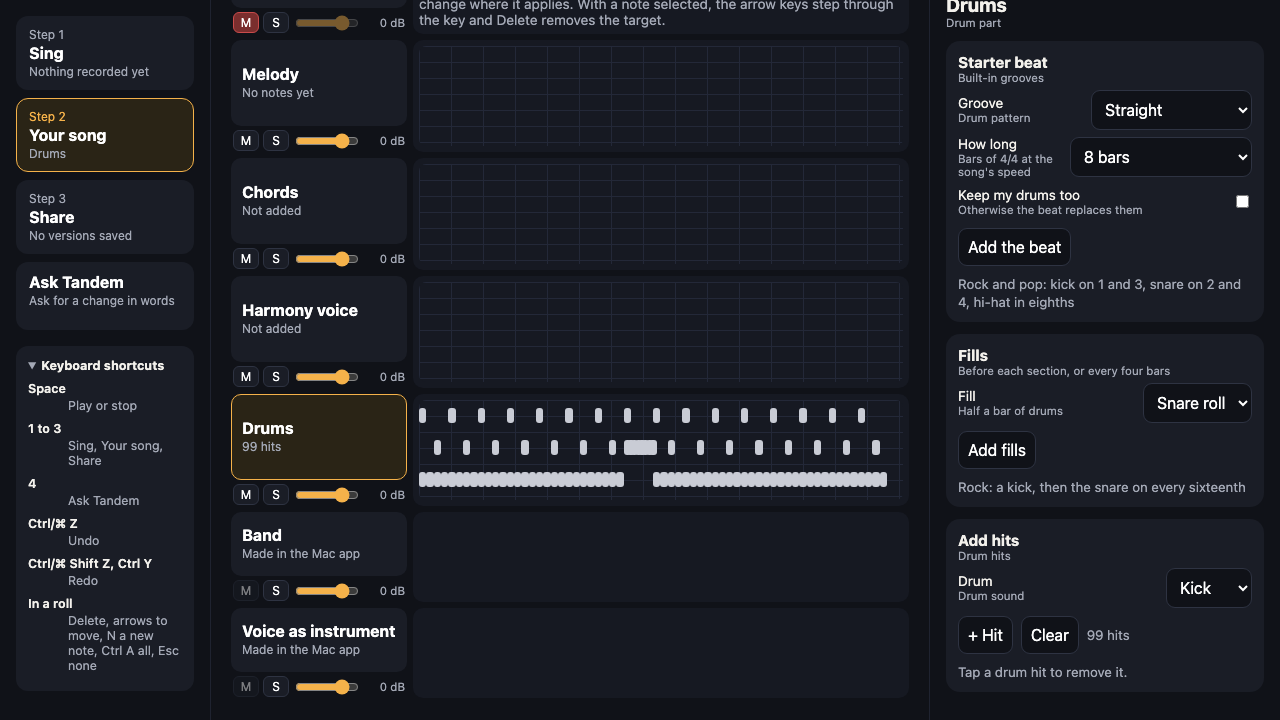 Step 1
Sing
Nothing recorded yet
Step 2
Your song
Drums
Step 3
Share
No versions saved
Ask Tandem
Ask for a change in words
▼ Keyboard shortcuts
Space
Play or stop
1 to 3
Sing, Your song,
Share
4
Ask Tandem
Ctrl/⌘ Z
Undo
Ctrl/⌘ Shift Z, Ctrl Y
Redo
In a roll
Delete, arrows to
move, N a new
note, Ctrl A all, Esc
none
change where it applies. With a note selected, the arrow keys step through
the key and Delete removes the target.
M S 0 dB
Melody
No notes yet
M S 0 dB
Chords
Not added
M S 0 dB
Harmony voice
Not added
M S 0 dB
Drums
99 hits
M S 0 dB
Band
Made in the Mac app
M S 0 dB
Voice as instrument
Made in the Mac app
M S 0 dB
Drums
Drum part
Starter beat
Built-in grooves
Groove
Drum pattern
Straight
How long
Bars of 4/4 at the
song's speed
8 bars
Keep my drums too
Otherwise the beat replaces them
Add the beat
Rock and pop: kick on 1 and 3, snare on 2 and
4, hi-hat in eighths
Fills
Before each section, or every four bars
Fill
Half a bar of drums
Snare roll
Add fills
Rock: a kick, then the snare on every sixteenth
Add hits
Drum hits
Drum
Drum sound
Kick
+ Hit Clear 99 hits
Tap a drum hit to remove it.